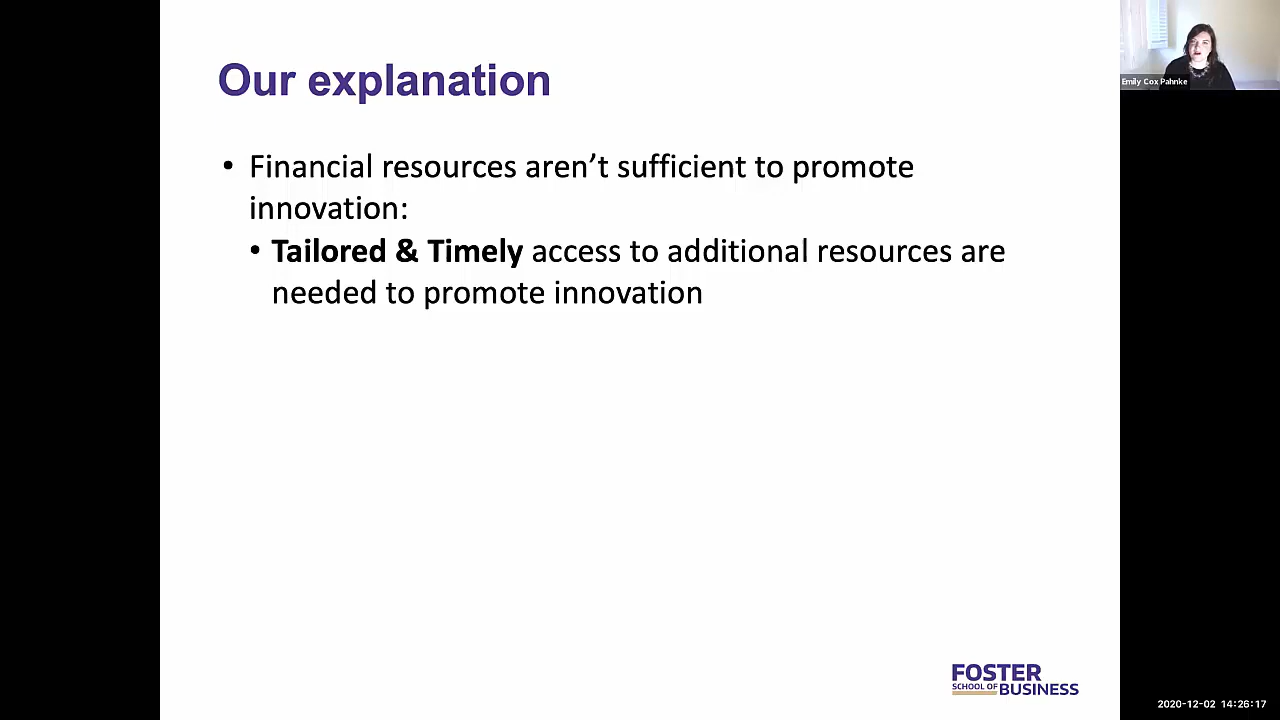 Our explanation
Emily Cox Pahnke
• Financial resources aren’t sufficient to promote
innovation:
• Tailored & Timely access to additional resources are
needed to promote innovation
FOSTER
SCHOOL OF BUSINESS
2020-12-02 14:26:17